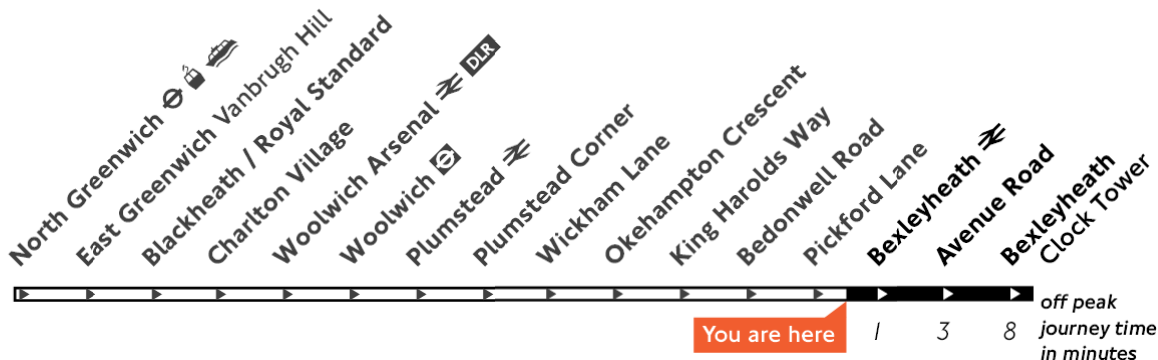 North Greenwich
East Greenwich Vanbrugh Hill
Blackheath / Royal Standard
Charlton Village
Woolwich Arsenal DLR
Woolwich
Plumstead
Plumstead Corner
Wickham Lane
Okehampton Crescent
King Harolds Way
Bedonwell Road
Pickford Lane
Bexleyheath
Avenue Road
Bexleyheath
Clock Tower
You are here
1 3 8
off peak
journey time
in minutes